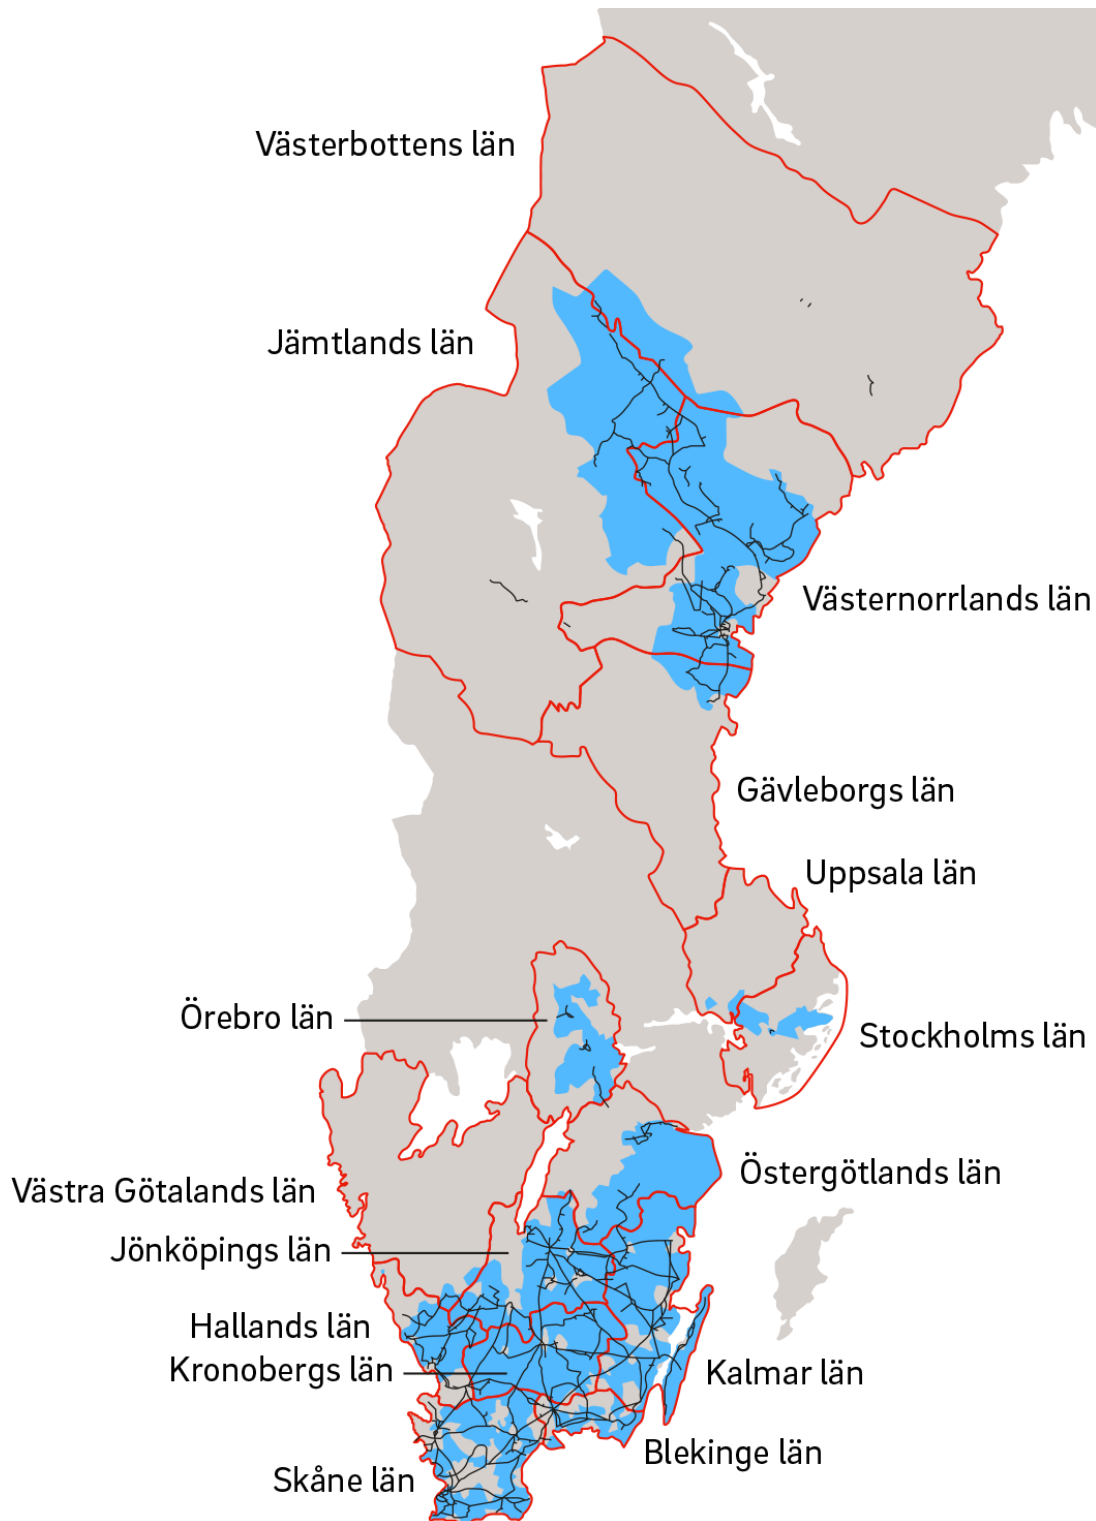 Västerbottens län
Jämtlands län
Västernorrlands län
Gävleborgs län
Uppsala län
Örebro län
Stockholms län
Östergötlands län
Västra Götalands län
Jönköpings län
Hallands län
Kronobergs län
Kalmar län
Blekinge län
Skåne län